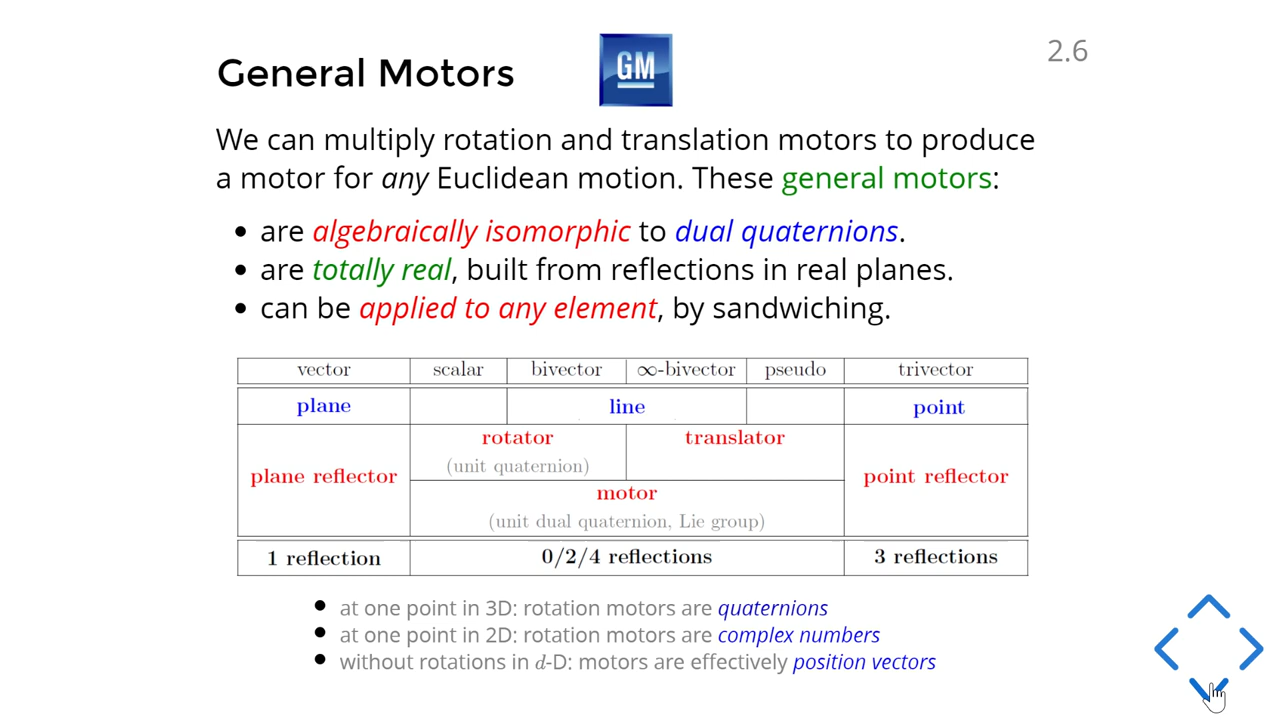 General Motors
GM
2.6
We can multiply rotation and translation motors to produce
a motor for any Euclidean motion. These general motors:
• are algebraically isomorphic to dual quaternions.
• are totally real, built from reflections in real planes.
• can be applied to any element, by sandwiching.
vector scalar bivector ∞-bivector pseudo trivector
plane line point
rotator translator
(unit quaternion)
plane reflector point reflector
motor
(unit dual quaternion, Lie group)
1 reflection 0/2/4 reflections 3 reflections
• at one point in 3D: rotation motors are quaternions
• at one point in 2D: rotation motors are complex numbers
• without rotations in d-D: motors are effectively position vectors